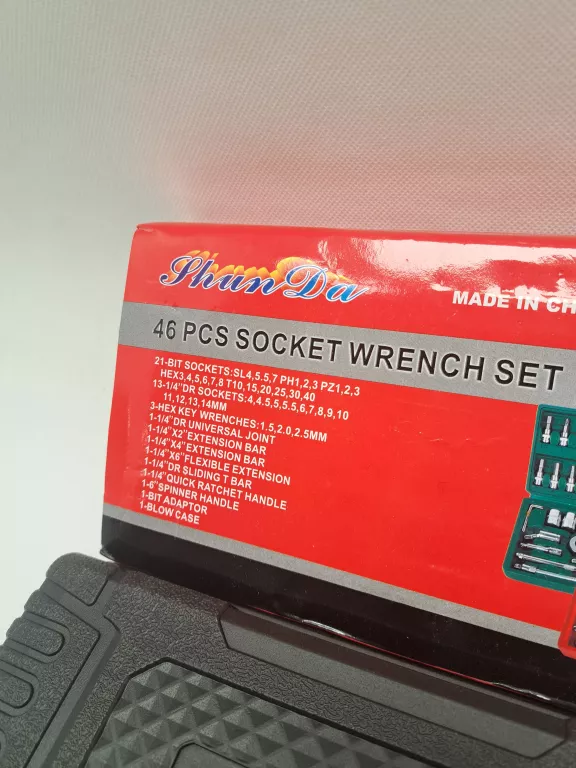 Shun Da
MADE IN CH
46 PCS SOCKET WRENCH SET
21-BIT SOCKETS:SL4,5.5,7 PH1,2,3 PZ1,2,3
HEX3,4,5,6,7,8 T10,15,20,25,30,40
13-1/4"DR SOCKETS:4,4.5,5,5.5,6,7,8,9,10
11,12,13,14MM
3-HEX KEY WRENCHES:1.5,2.0,2.5MM
1-1/4"DR UNIVERSAL JOINT
1-1/4"X2"EXTENSION BAR
1-1/4"X4"EXTENSION BAR
1-1/4"X6"FLEXIBLE EXTENSION
1-1/4"DR SLIDING T BAR
1-1/4"QUICK RATCHET HANDLE
1-6"SPINNER HANDLE
1-BIT ADAPTOR
1-BLOW CASE